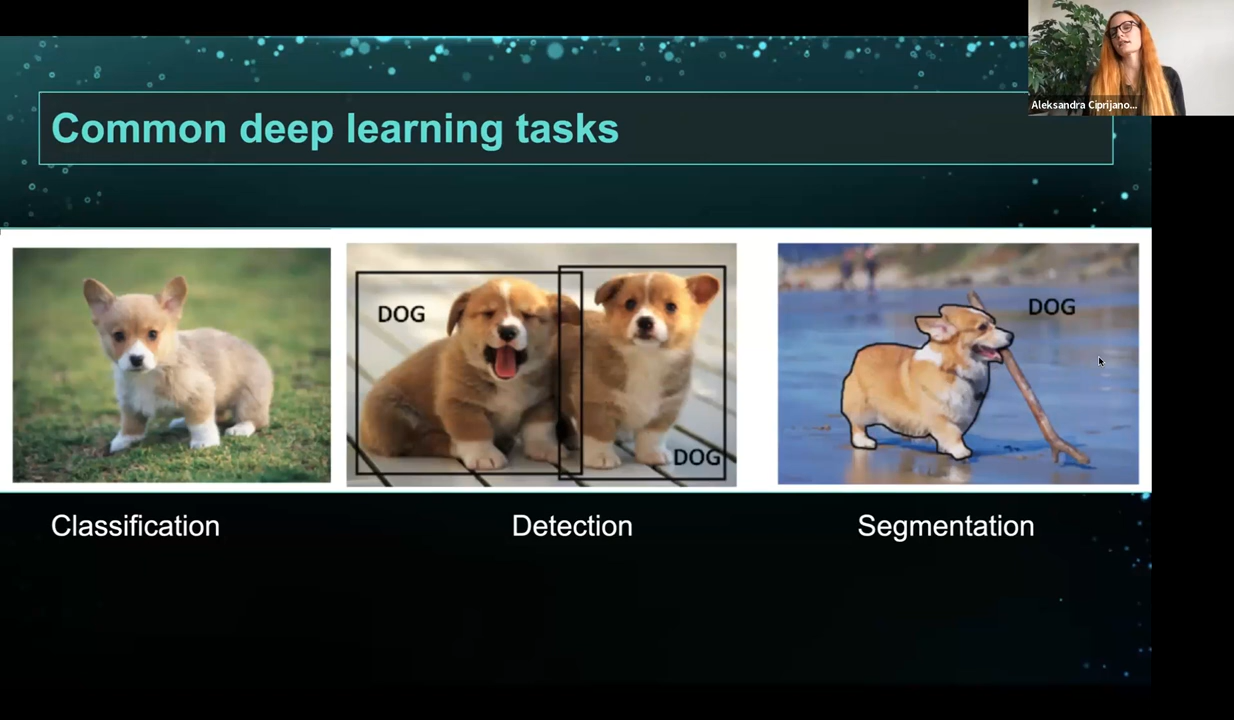 Aleksandra Ciprijano...
Common deep learning tasks
DOG
DOG
DOG
Classification
Detection
Segmentation